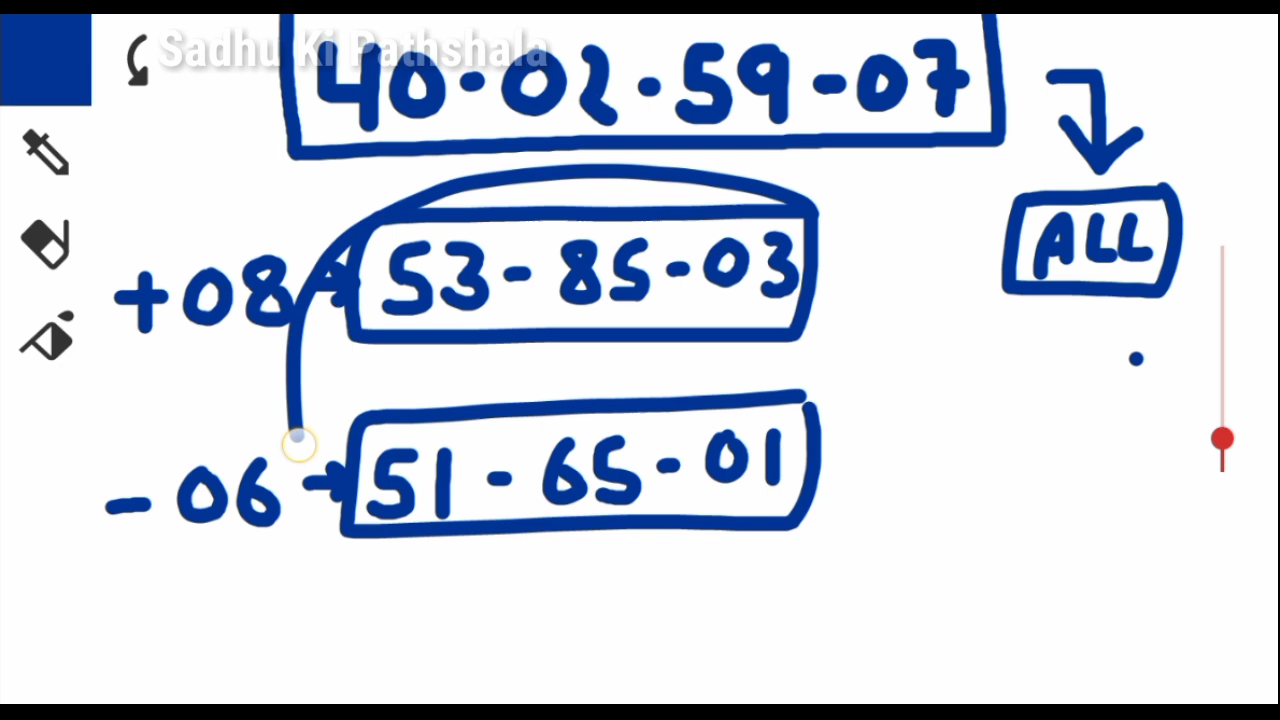 Sadhu Ki Pathshala
40-02-59-07
ALL
+08→ 53-85-03
-06→ 51-65-01